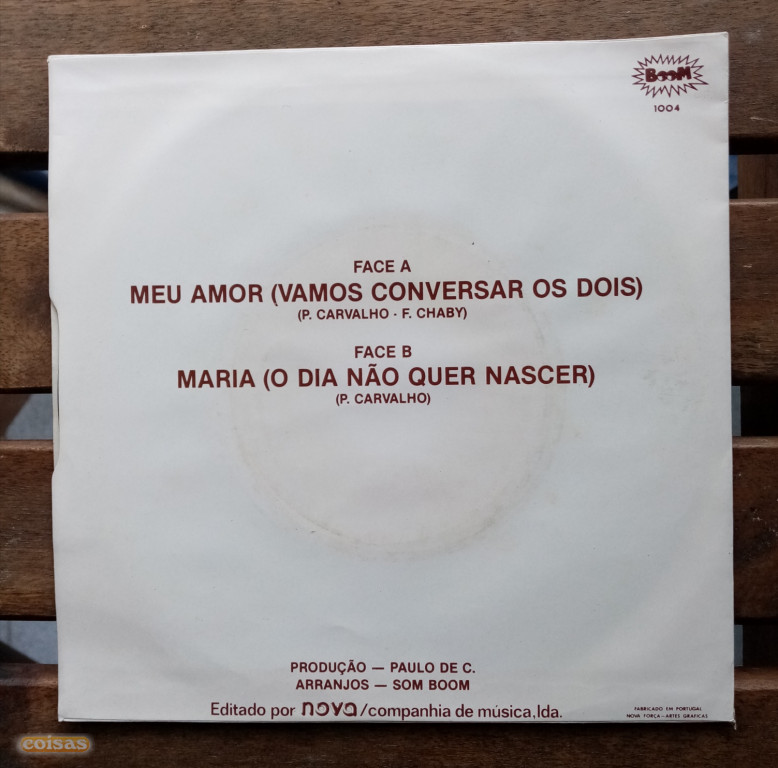 BOOM
1004
FACE A
MEU AMOR (VAMOS CONVERSAR OS DOIS)
(P. CARVALHO - F. CHABY)
FACE B
MARIA (O DIA NÃO QUER NASCER)
(P. CARVALHO)
PRODUÇÃO — PAULO DE C.
ARRANJOS — SOM BOOM
Editado por nova/companhia de música, lda.
FABRICADO EM PORTUGAL
NOVA FORÇA - ARTES GRÁFICAS
coisas